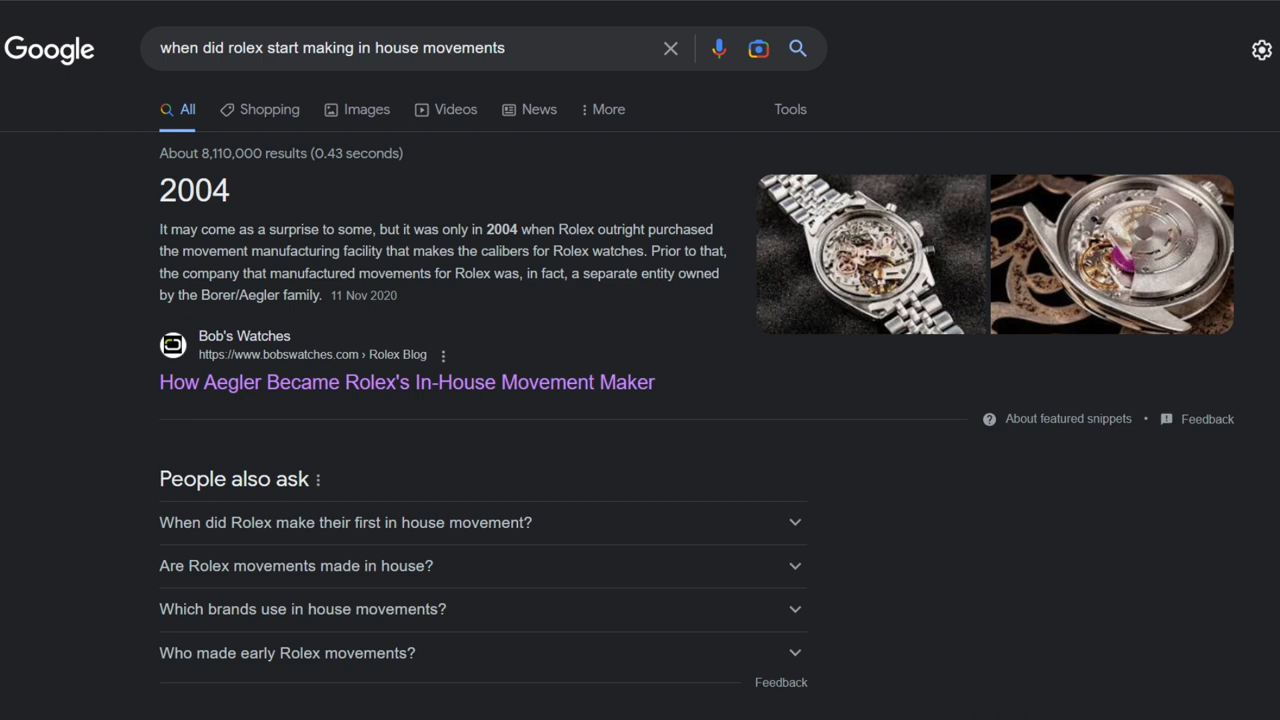 Google
when did rolex start making in house movements
All Shopping Images Videos News More Tools
About 8,110,000 results (0.43 seconds)
2004
It may come as a surprise to some, but it was only in 2004 when Rolex outright purchased
the movement manufacturing facility that makes the calibers for Rolex watches. Prior to that,
the company that manufactured movements for Rolex was, in fact, a separate entity owned
by the Borer/Aegler family. 11 Nov 2020
Bob's Watches
https://www.bobswatches.com › Rolex Blog
How Aegler Became Rolex's In-House Movement Maker
About featured snippets • Feedback
People also ask
When did Rolex make their first in house movement?
Are Rolex movements made in house?
Which brands use in house movements?
Who made early Rolex movements?
Feedback